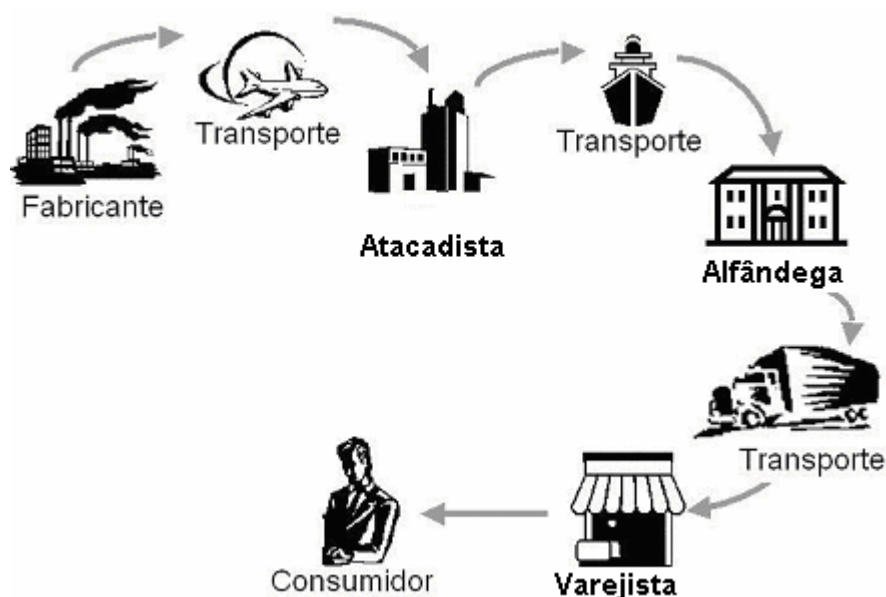 Fabricante
Transporte
Atacadista
Transporte
Alfândega
Transporte
Varejista
Consumidor